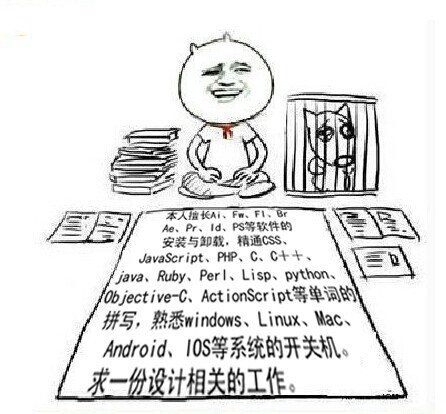 本人擅长Ai、Fw、Fl、Br
Ae、Pr、Id、PS等软件的
安装与卸载，精通CSS、
JavaScript、PHP、C、C＋＋、
java、Ruby、Perl、Lisp、python、
Objective-C、ActionScript等单词的
拼写，熟悉windows、Linux、Mac、
Android、IOS等系统的开关机。
求一份设计相关的工作。